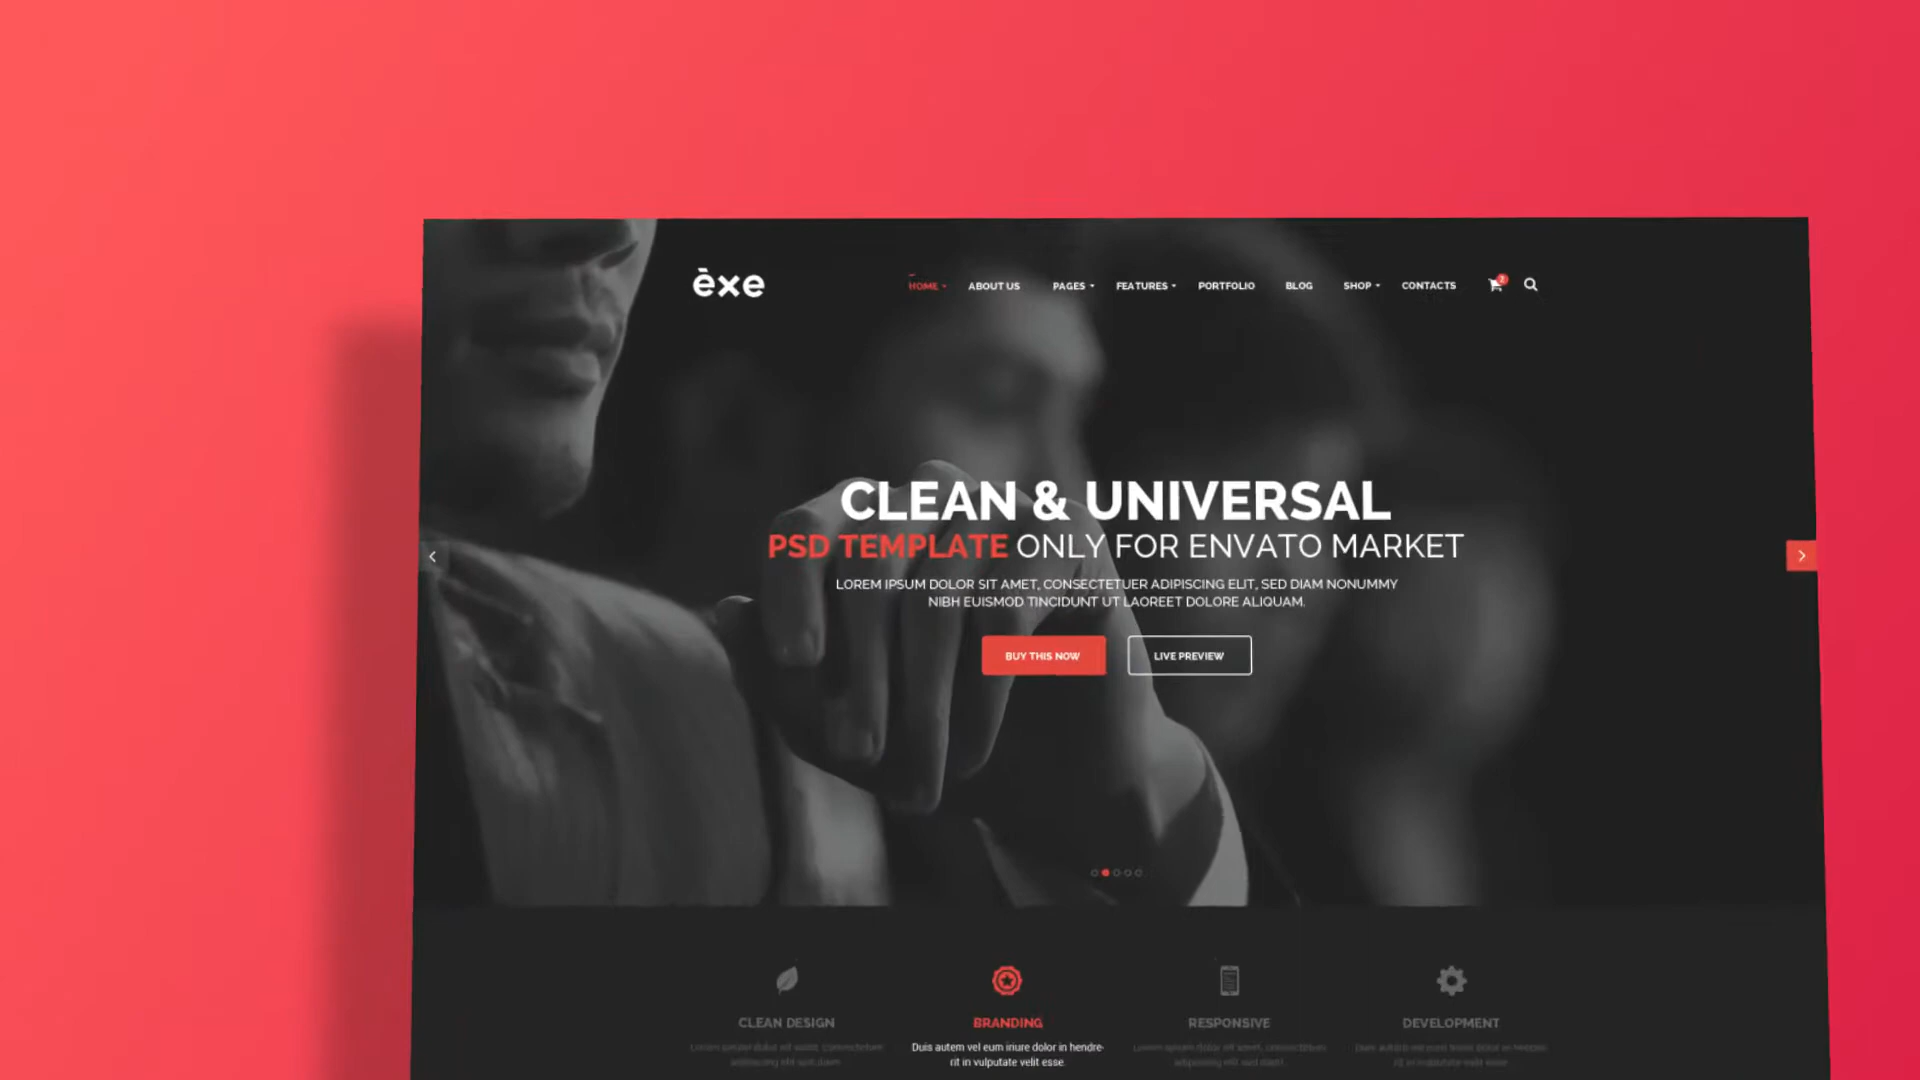 èxe
HOME ABOUT US PAGES FEATURES PORTFOLIO BLOG SHOP CONTACTS 2
CLEAN & UNIVERSAL
PSD TEMPLATE ONLY FOR ENVATO MARKET
LOREM IPSUM DOLOR SIT AMET, CONSECTETUER ADIPISCING ELIT, SED DIAM NONUMMY
NIBH EUISMOD TINCIDUNT UT LAOREET DOLORE ALIQUAM.
BUY THIS NOW LIVE PREVIEW
CLEAN DESIGN BRANDING RESPONSIVE DEVELOPMENT
Duis autem vel eum iriure dolor in hendre-
rit in vulputate velit esse.